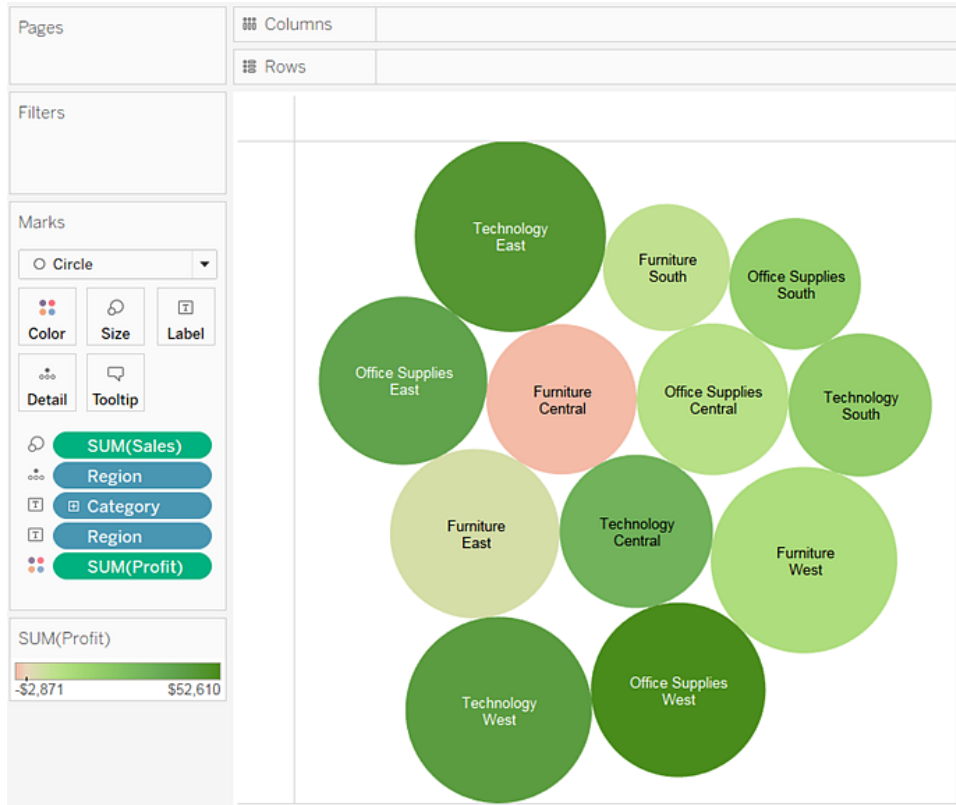 Pages
Columns
Rows
Filters
Marks
Circle
Color
Size
Label
Detail
Tooltip
SUM(Sales)
Region
Category
Region
SUM(Profit)
SUM(Profit)
-$2,871
$52,610
Technology
East
Furniture
South
Office Supplies
South
Office Supplies
East
Furniture
Central
Office Supplies
Central
Technology
South
Furniture
East
Technology
Central
Furniture
West
Technology
West
Office Supplies
West